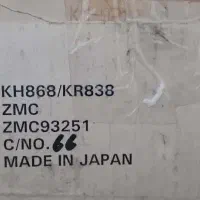 KH868/KR838
ZMC
ZMC93251
C/NO. 66
MADE IN JAPAN